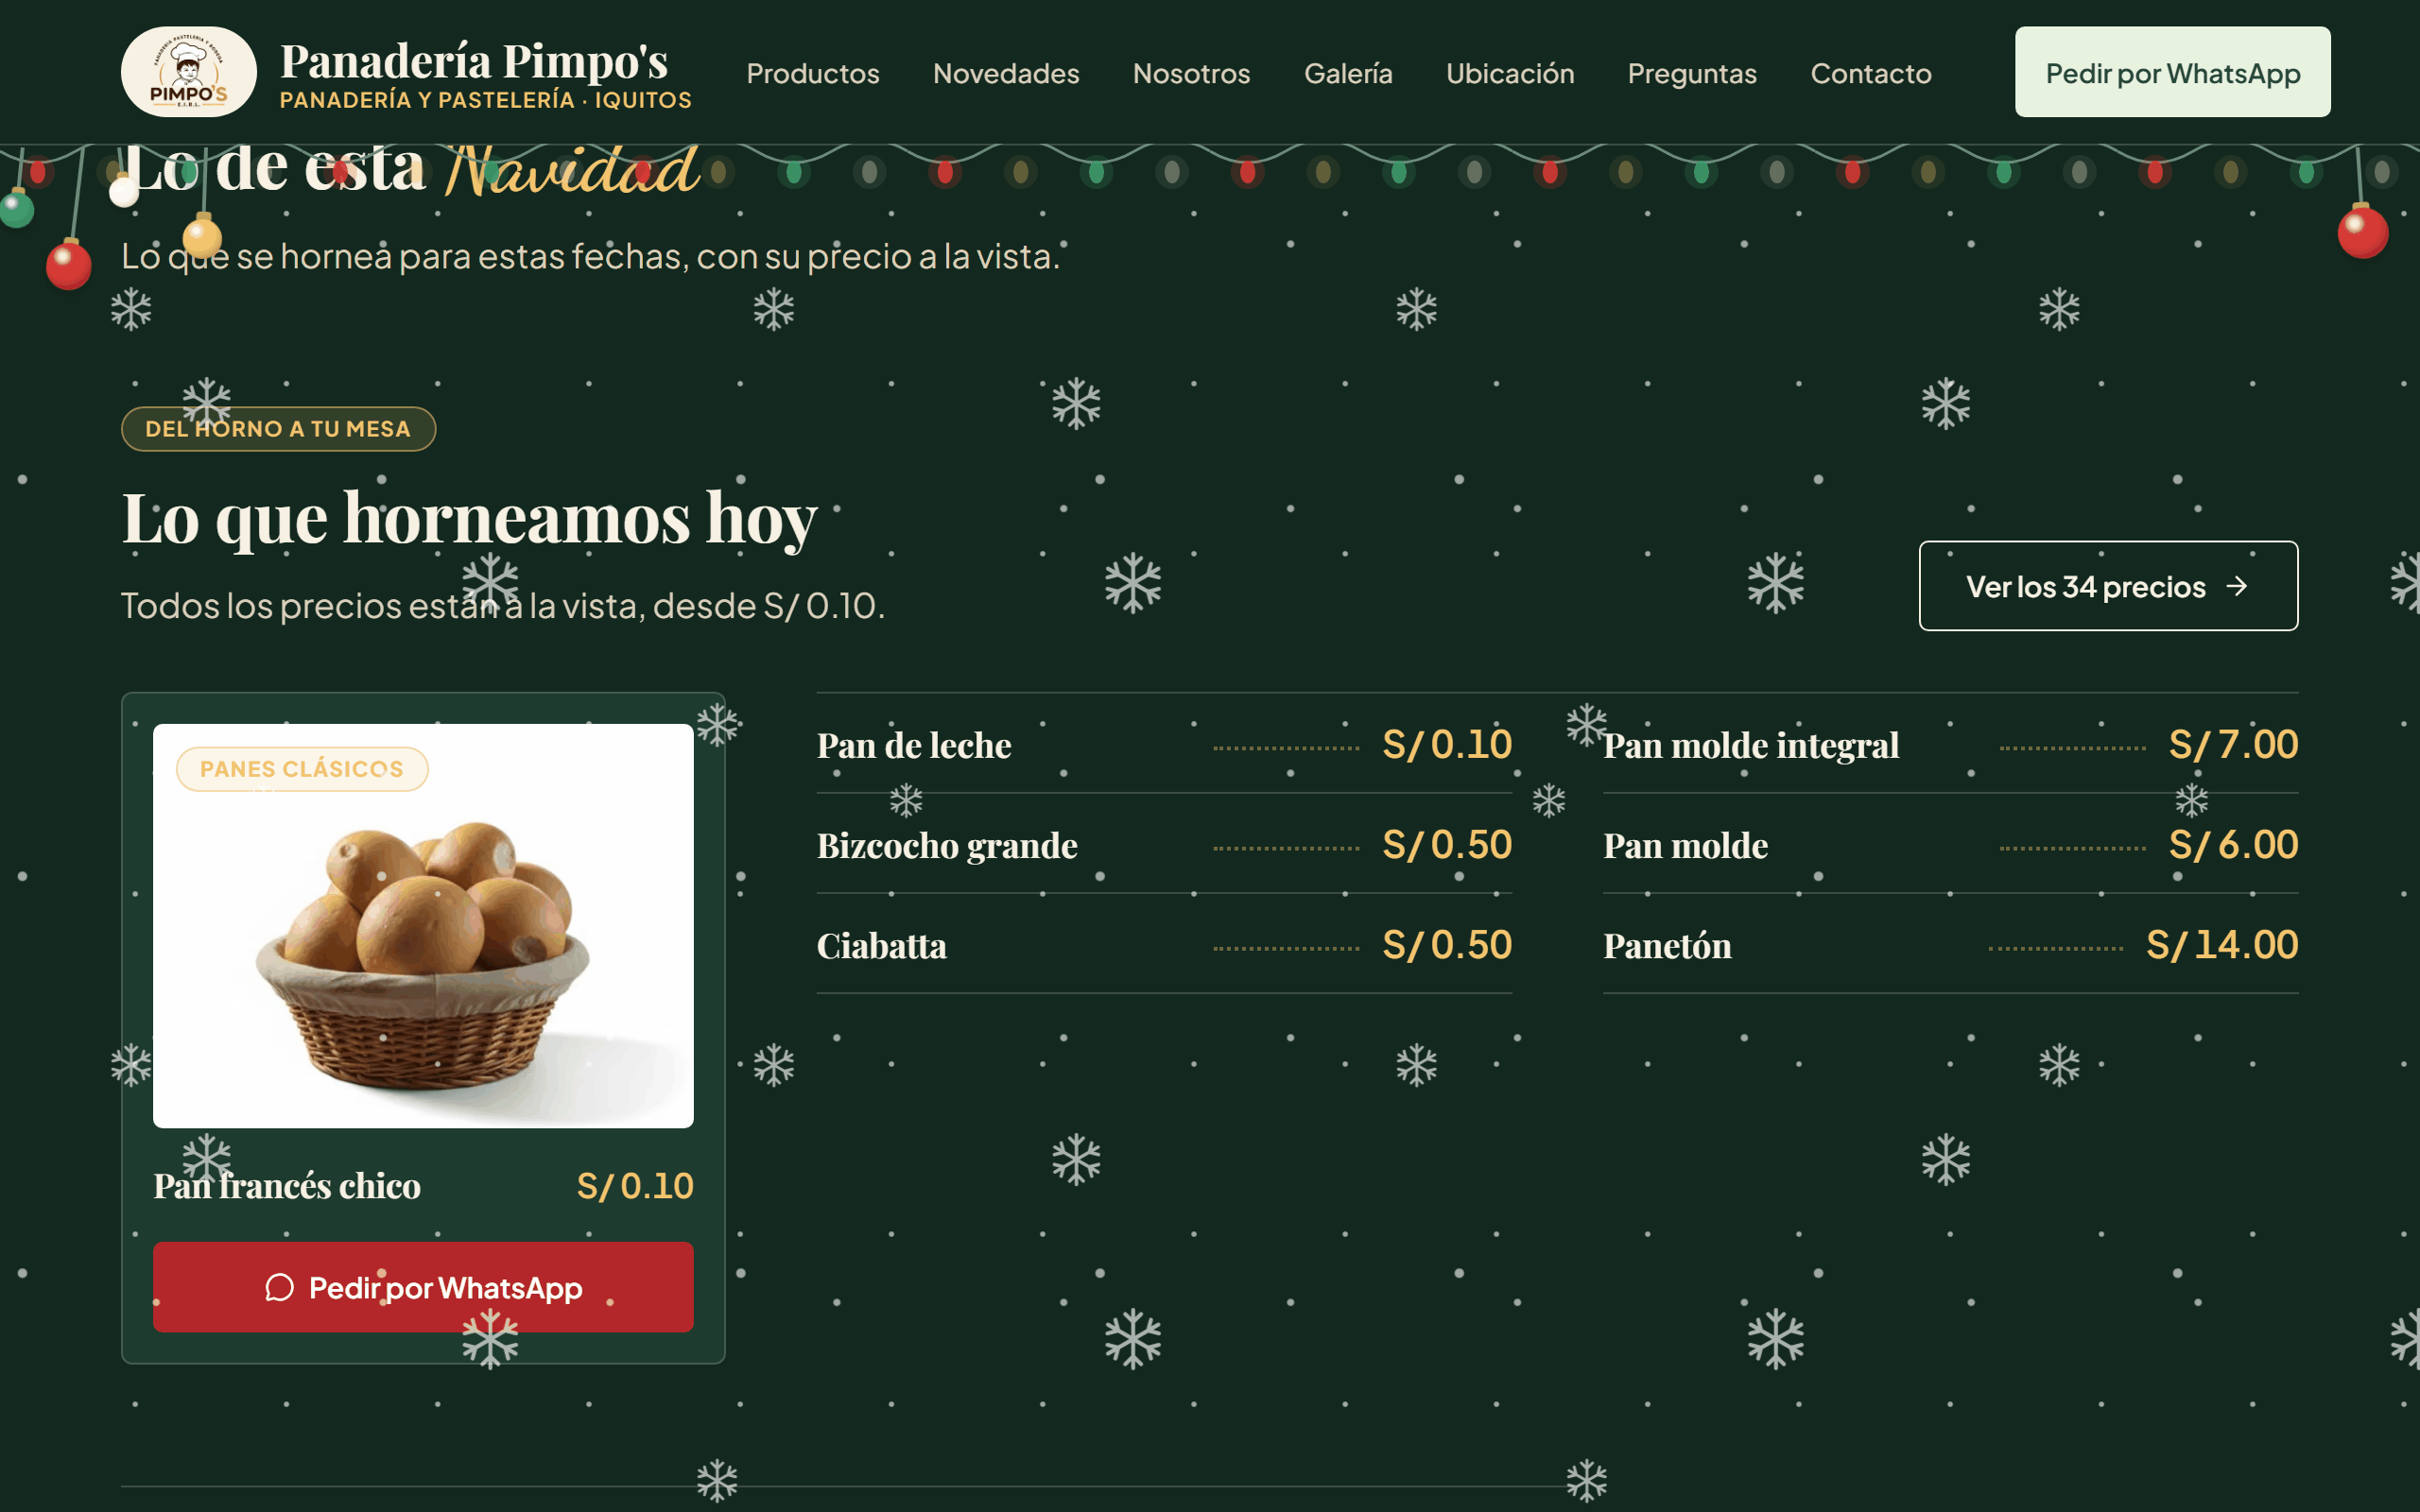 PANADERÍA PASTELERÍA Y BODEGA
PIMPO'S
E.I.R.L.
Panadería Pimpo's
PANADERÍA Y PASTELERÍA · IQUITOS
Productos
Novedades
Nosotros
Galería
Ubicación
Preguntas
Contacto
Pedir por WhatsApp
Lo de esta Navidad
Lo que se hornea para estas fechas, con su precio a la vista.
DEL HORNO A TU MESA
Lo que horneamos hoy
Todos los precios están a la vista, desde S/ 0.10.
Ver los 34 precios
PANES CLÁSICOS
Pan francés chico S/ 0.10
Pedir por WhatsApp
Pan de leche S/ 0.10
Bizcocho grande S/ 0.50
Ciabatta S/ 0.50
Pan molde integral S/ 7.00
Pan molde S/ 6.00
Panetón S/ 14.00